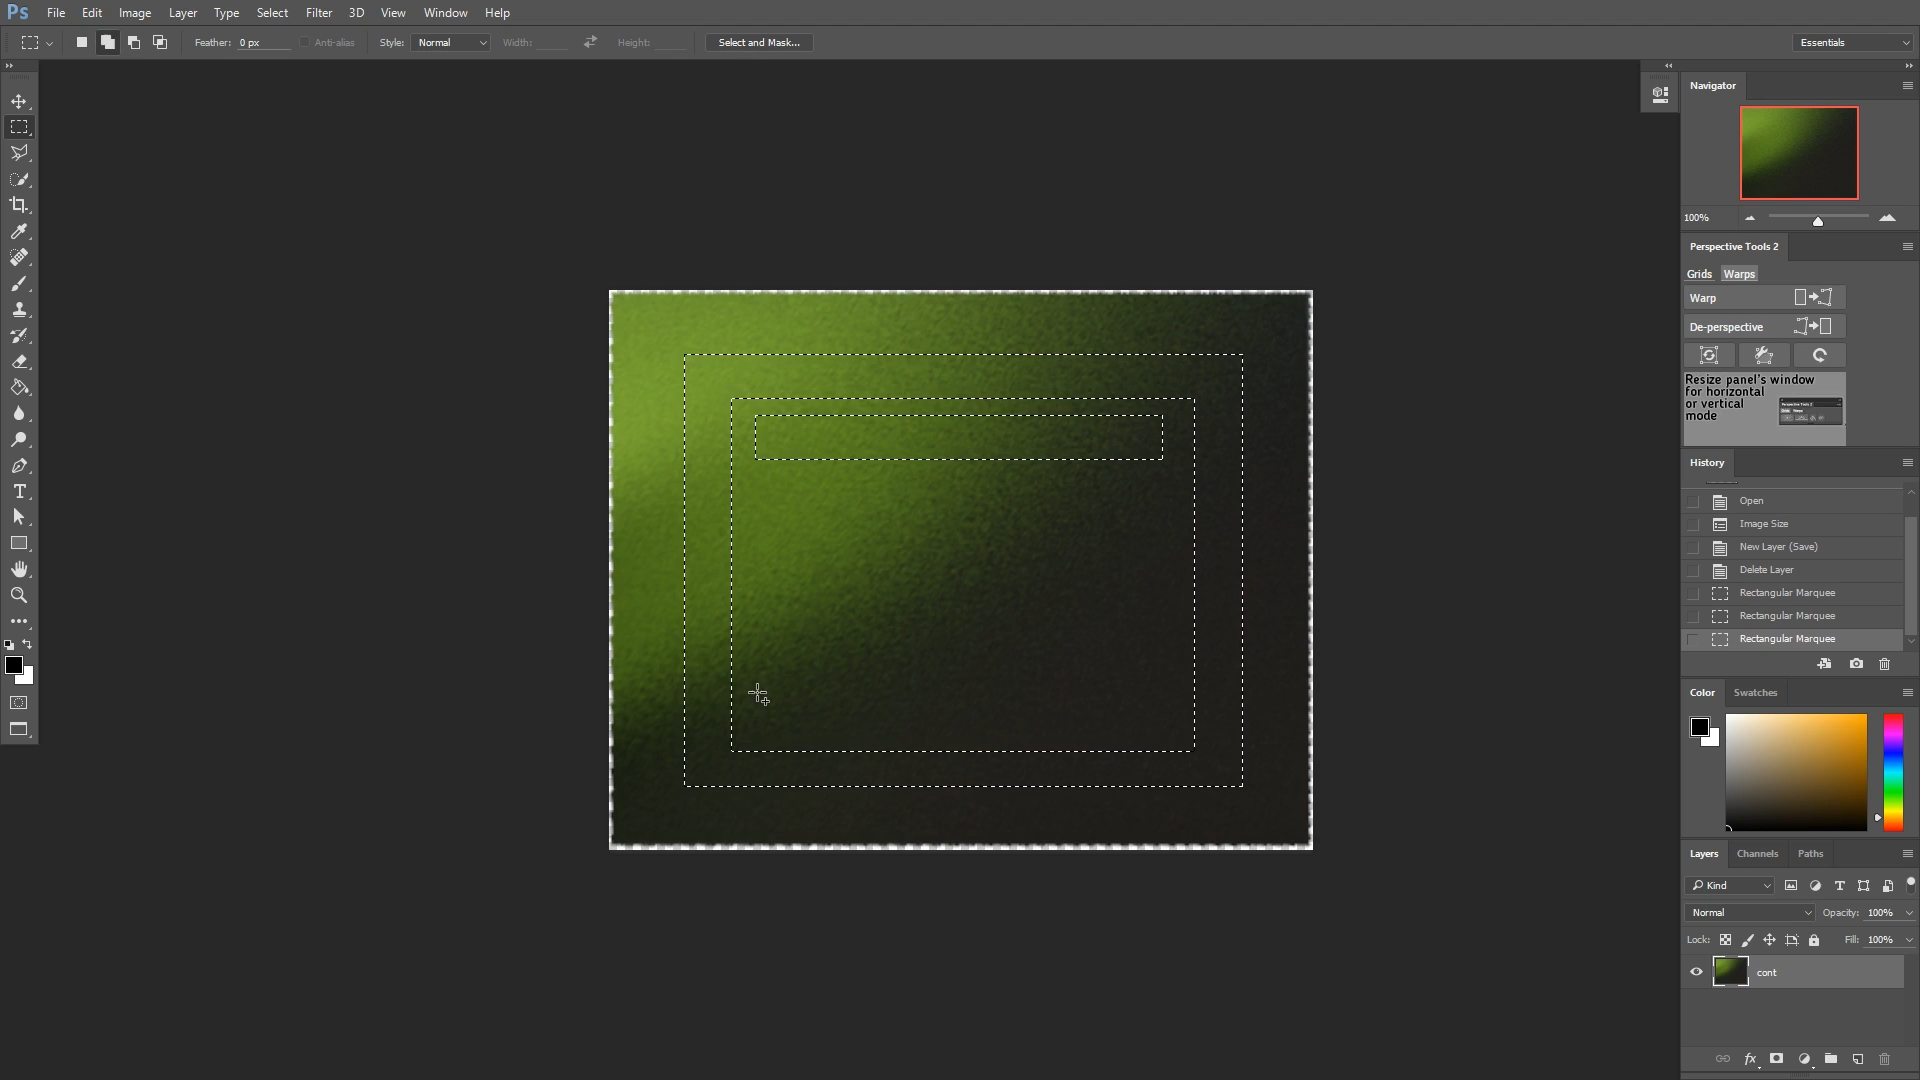 Ps File Edit Image Layer Type Select Filter 3D View Window Help
Feather: 0 px Anti-alias Style: Normal Width: Height: Select and Mask... Essentials
Navigator
100%
Perspective Tools 2
Grids Warps
Warp
De-perspective
Resize panel's window
for horizontal
or vertical
mode
History
Open
Image Size
New Layer (Save)
Delete Layer
Rectangular Marquee
Rectangular Marquee
Rectangular Marquee
Color Swatches
Layers Channels Paths
Kind
Normal Opacity: 100%
Lock: Fill: 100%
cont